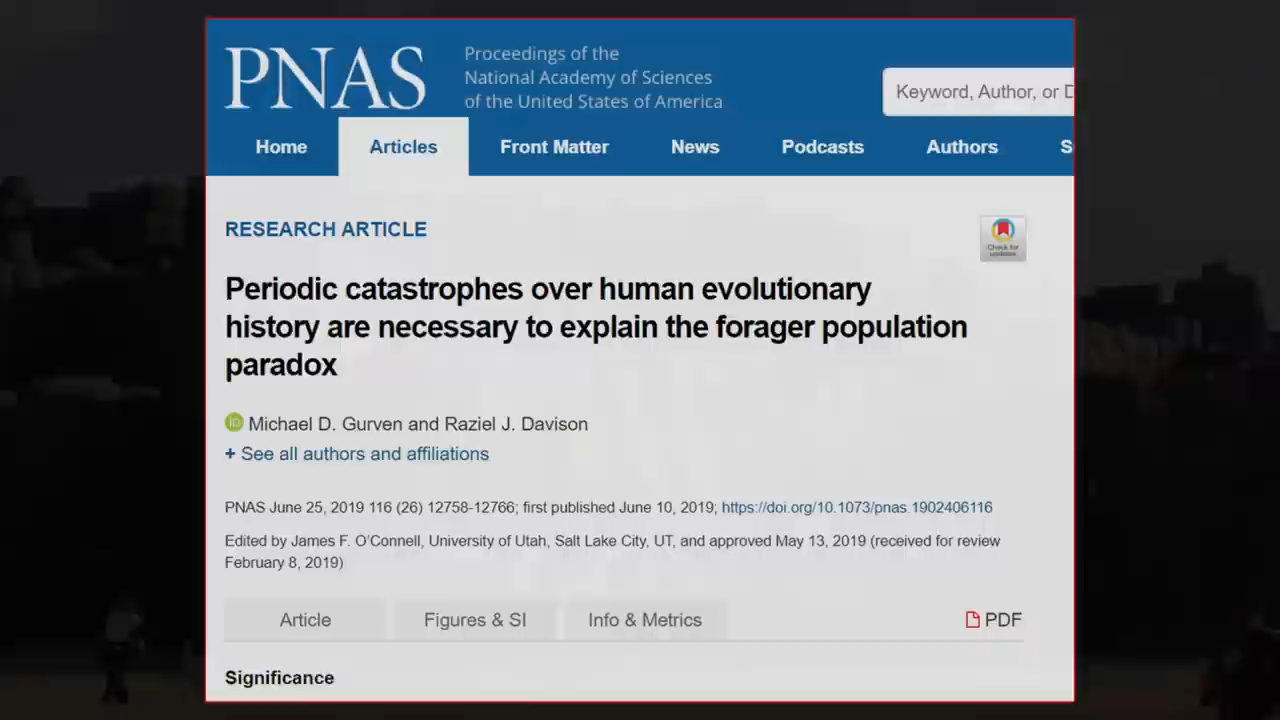 PNAS
Proceedings of the
National Academy of Sciences
of the United States of America
Keyword, Author, or D
Home
Articles
Front Matter
News
Podcasts
Authors
S
RESEARCH ARTICLE
Check for
updates
Periodic catastrophes over human evolutionary
history are necessary to explain the forager population
paradox
iD Michael D. Gurven and Raziel J. Davison
+ See all authors and affiliations
PNAS June 25, 2019 116 (26) 12758-12766; first published June 10, 2019; https://doi.org/10.1073/pnas.1902406116
Edited by James F. O’Connell, University of Utah, Salt Lake City, UT, and approved May 13, 2019 (received for review
February 8, 2019)
Article
Figures & SI
Info & Metrics
PDF
Significance